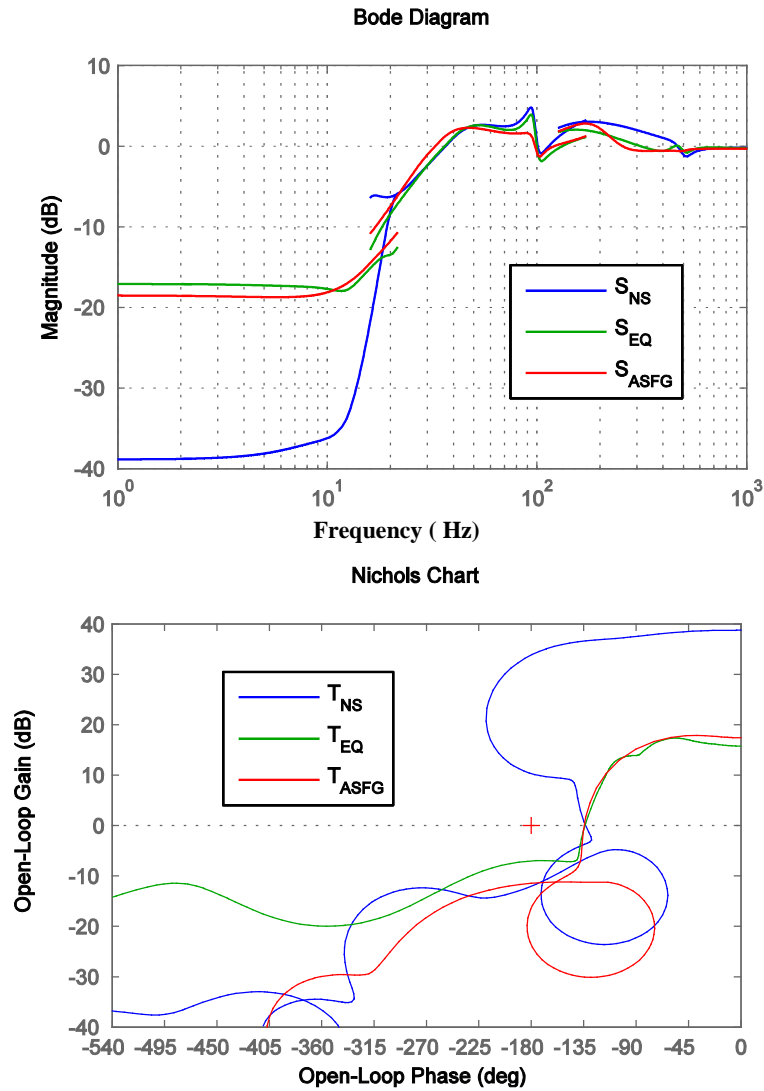 Bode Diagram
10
0
-10
-20
-30
-40
Magnitude (dB)
S_NS
S_EQ
S_ASFG
10^0 10^1 10^2 10^3
Frequency ( Hz)
Nichols Chart
40
30
20
10
0
-10
-20
-30
-40
Open-Loop Gain (dB)
T_NS
T_EQ
T_ASFG
-540 -495 -450 -405 -360 -315 -270 -225 -180 -135 -90 -45 0
Open-Loop Phase (deg)